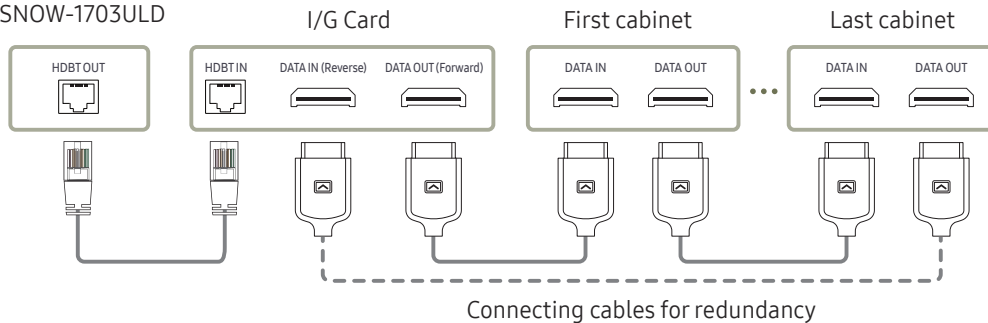 SNOW-1703ULD
I/G Card
First cabinet
Last cabinet
HDBT OUT
HDBT IN
DATA IN (Reverse)
DATA OUT (Forward)
DATA IN
DATA OUT
DATA IN
DATA OUT
Connecting cables for redundancy